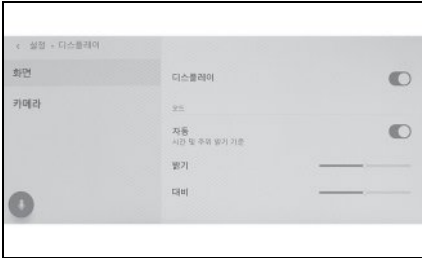 < 설정 - 디스플레이
화면
카메라
디스플레이
모드
자동
시간 및 주위 밝기 기준
밝기
대비